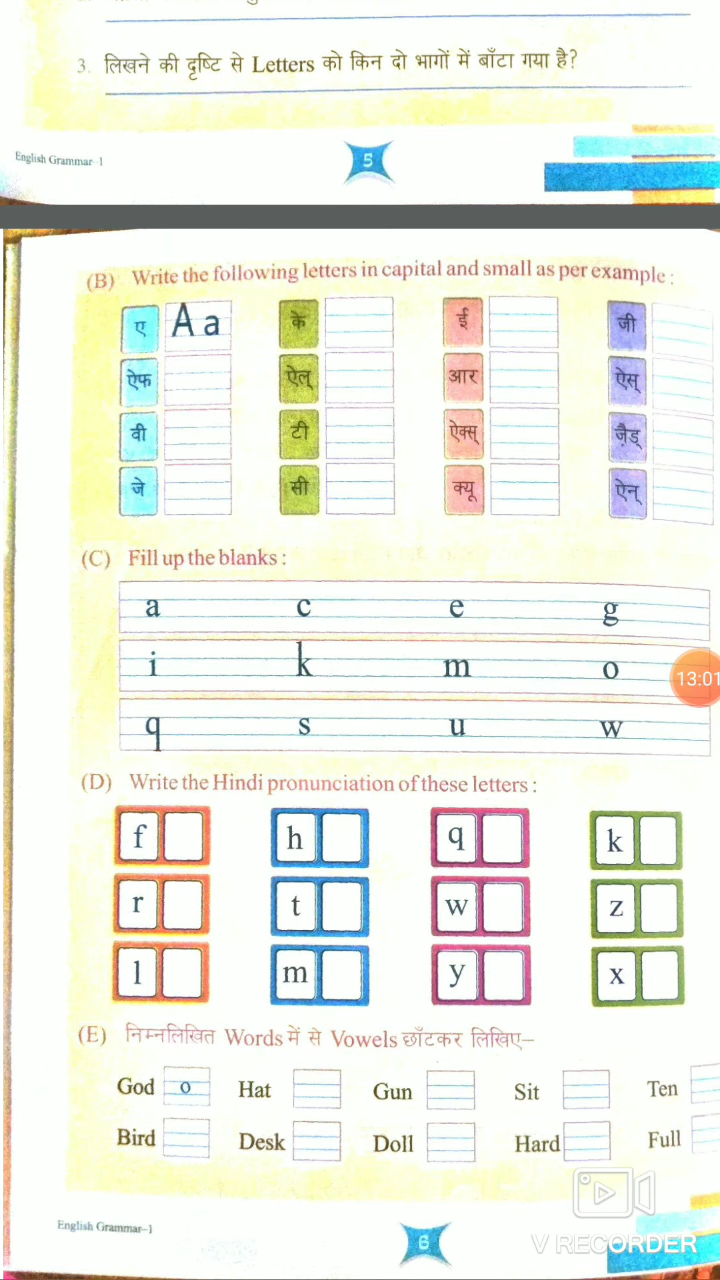 3. लिखने की दृष्टि से Letters को किन दो भागों में बाँटा गया है?
English Grammar-1
5
(B) Write the following letters in capital and small as per example :
ए A a के ई जी
ऐफ ऐल् आर ऐस्
वी टी ऐक्स् जै़ड्
जे सी क्यू ऐन्
(C) Fill up the blanks :
a c e g
i k m o
13:01
q s u w
(D) Write the Hindi pronunciation of these letters :
f h q k
r t w z
l m y x
(E) निम्नलिखित Words में से Vowels छाँटकर लिखिए–
God o Hat Gun Sit Ten
Bird Desk Doll Hard Full
English Grammar-1
6
V RECORDER